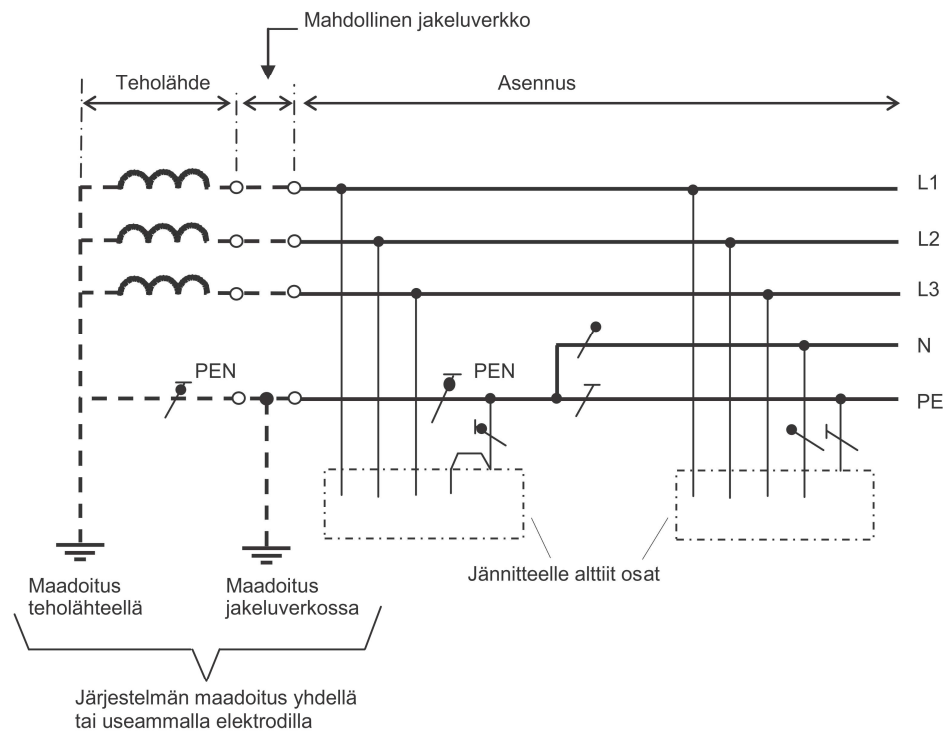 Mahdollinen jakeluverkko
Teholähde
Asennus
L1
L2
L3
N
PEN
PEN
PE
Jännitteelle alttiit osat
Maadoitus
teholähteellä
Maadoitus
jakeluverkossa
Järjestelmän maadoitus yhdellä
tai useammalla elektrodilla